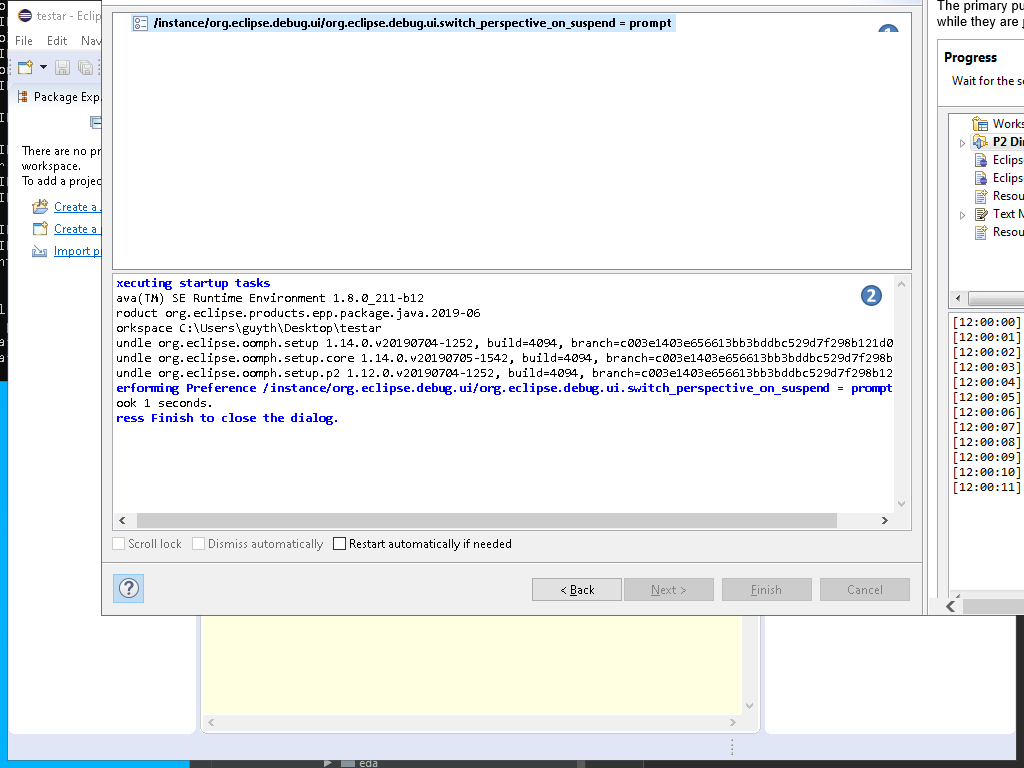 testar - Eclip
File Edit Nav
Package Exp
There are no pr
workspace.
To add a projec
Create a
Create a
Import p
/instance/org.eclipse.debug.ui/org.eclipse.debug.ui.switch_perspective_on_suspend = prompt
1
xecuting startup tasks
ava(TM) SE Runtime Environment 1.8.0_211-b12
roduct org.eclipse.products.epp.package.java.2019-06
orkspace C:\Users\guyth\Desktop\testar
undle org.eclipse.oomph.setup 1.14.0.v20190704-1252, build=4094, branch=c003e1403e656613bb3bddbc529d7f298b121d0
undle org.eclipse.oomph.setup.core 1.14.0.v20190705-1542, build=4094, branch=c003e1403e656613bb3bddbc529d7f298b
undle org.eclipse.oomph.setup.p2 1.12.0.v20190704-1252, build=4094, branch=c003e1403e656613bb3bddbc529d7f298b12
erforming Preference /instance/org.eclipse.debug.ui/org.eclipse.debug.ui.switch_perspective_on_suspend = prompt
ook 1 seconds.
ress Finish to close the dialog.
2
Scroll lock Dismiss automatically Restart automatically if needed
? < Back Next > Finish Cancel
The primary pu
while they are j
Progress
Wait for the se
Works
P2 Dir
Eclips
Eclips
Resou
Text M
Resou
[12:00:00]
[12:00:01]
[12:00:02]
[12:00:03]
[12:00:04]
[12:00:05]
[12:00:06]
[12:00:07]
[12:00:08]
[12:00:09]
[12:00:10]
[12:00:11]
eda